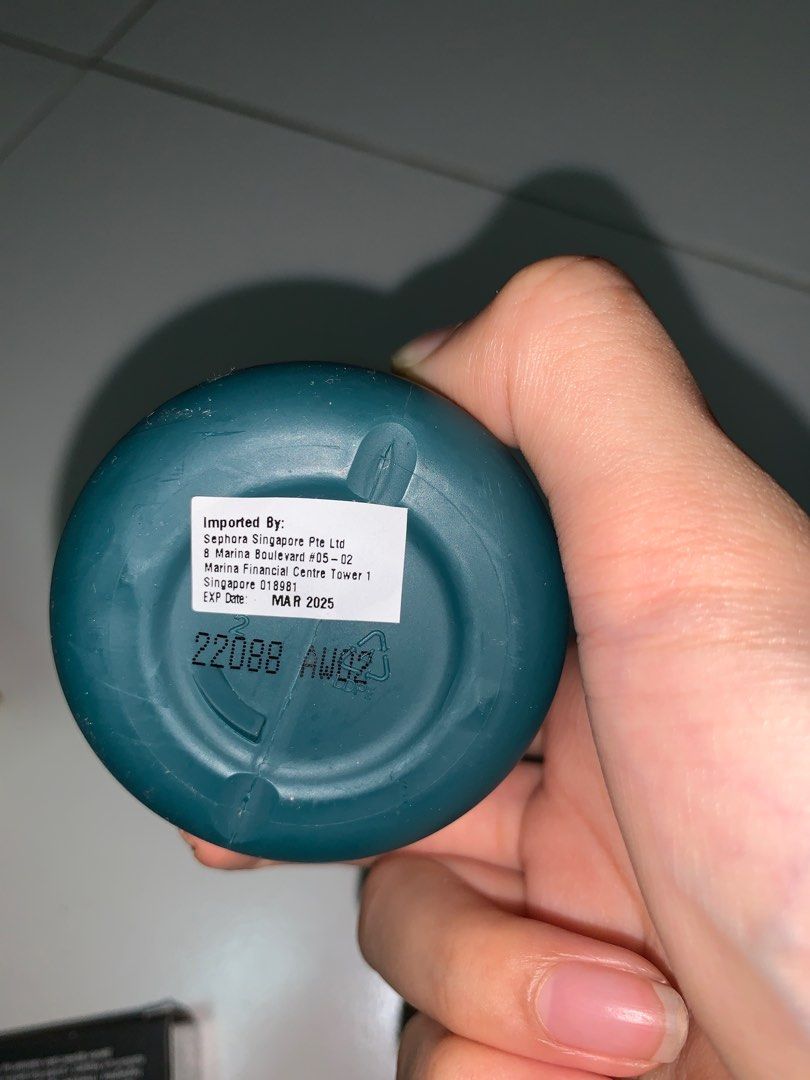 Imported By:
Sephora Singapore Pte Ltd
8 Marina Boulevard #05-02
Marina Financial Centre Tower 1
Singapore 018981
EXP Date: MAR 2025
2
22088 AW02